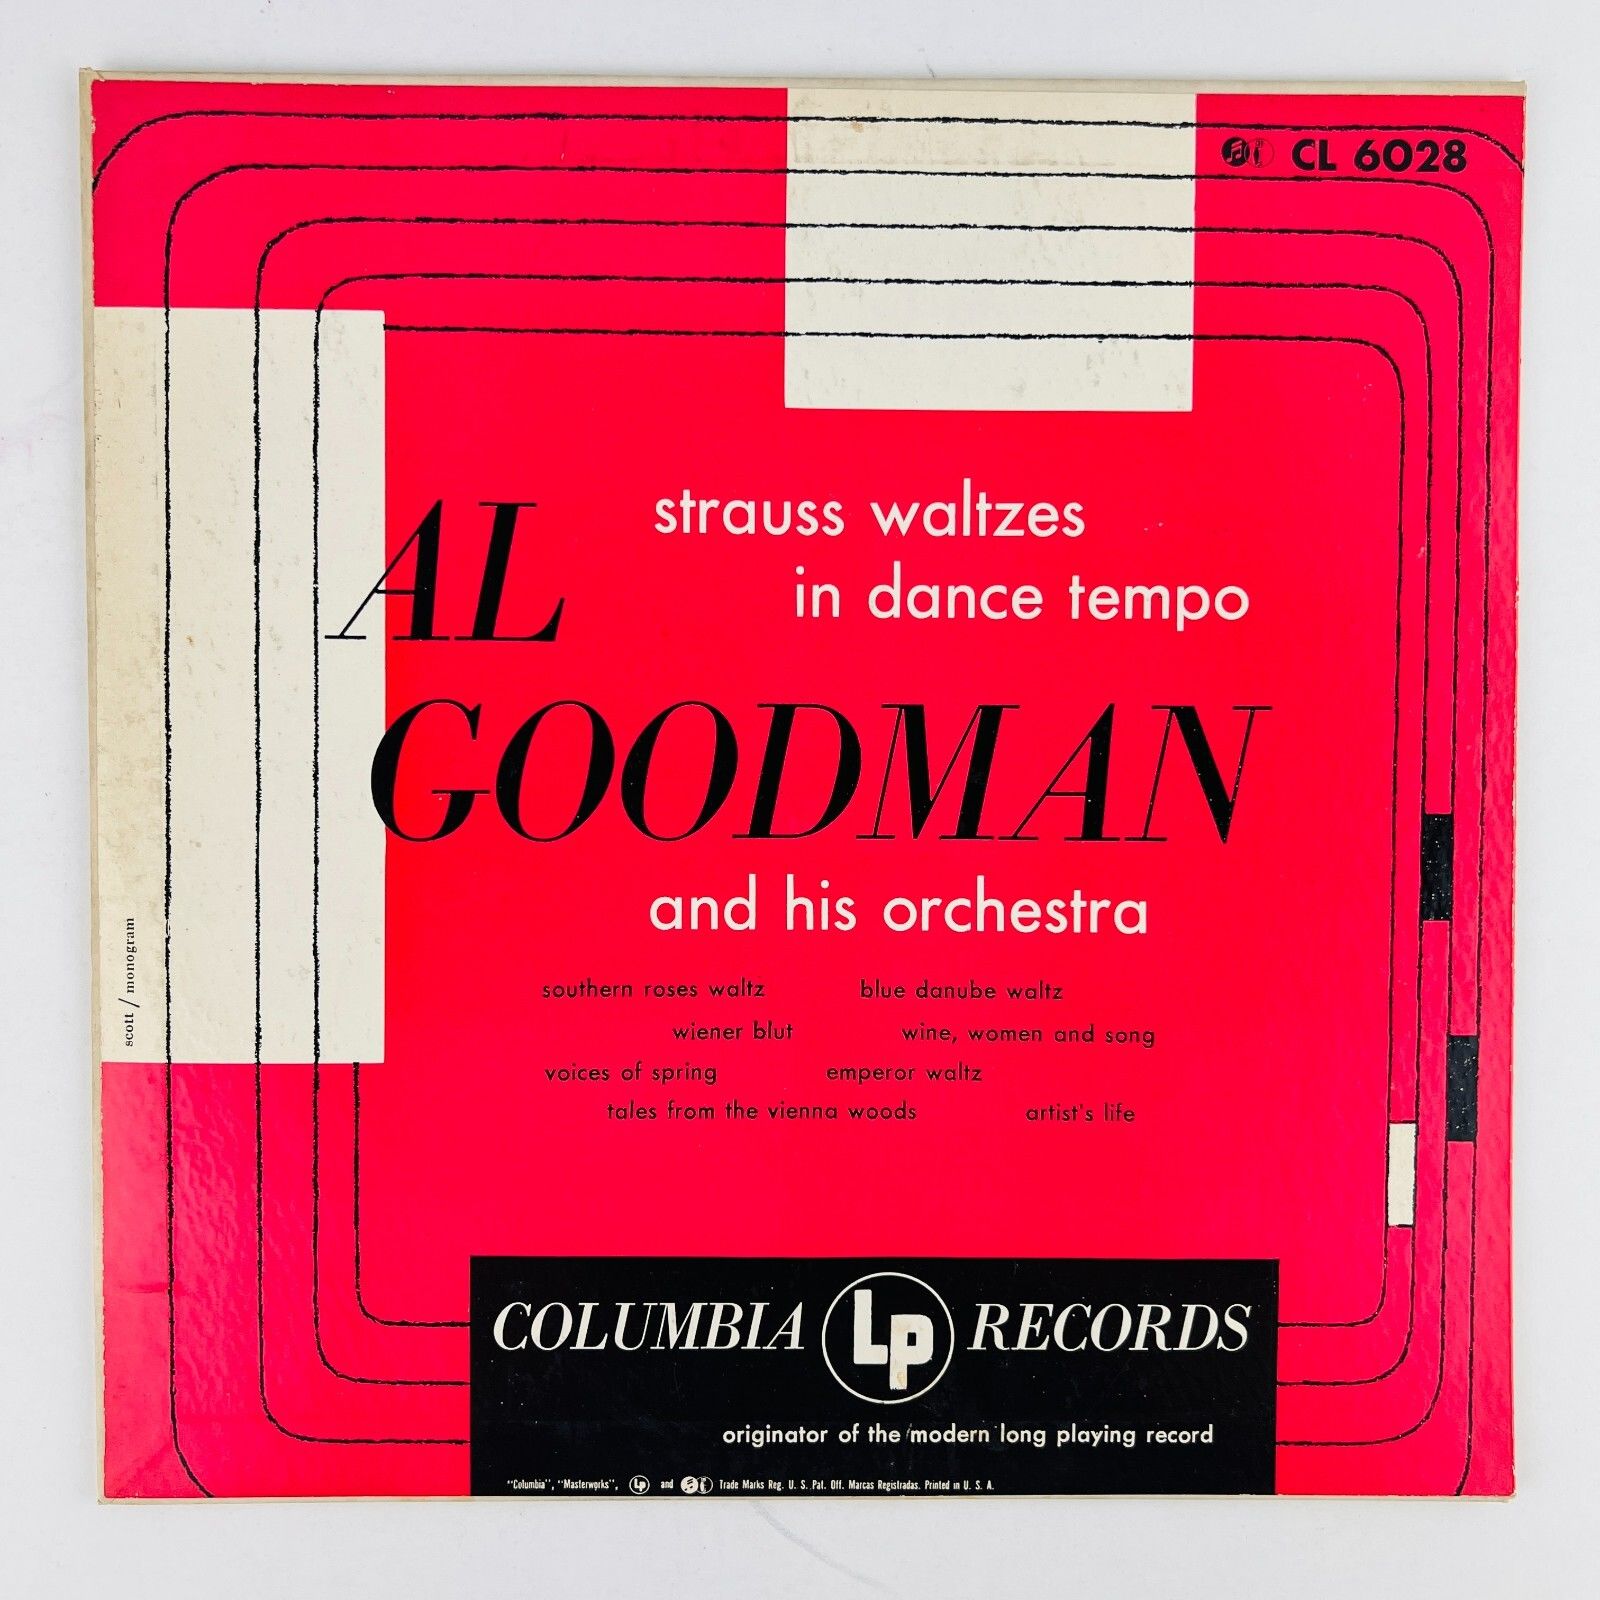 CL 6028
strauss waltzes
in dance tempo
AL
GOODMAN
and his orchestra
southern roses waltz blue danube waltz
wiener blut wine, women and song
voices of spring emperor waltz
tales from the vienna woods artist's life
scott / monogram
COLUMBIA LP RECORDS
originator of the modern long playing record
"Columbia", "Masterworks", LP and Trade Marks Reg. U. S. Pat. Off. Marcas Registradas. Printed in U. S. A.